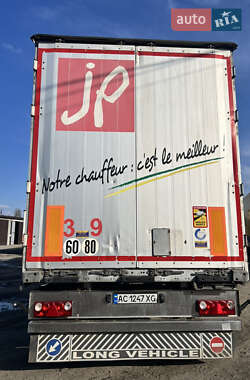 AUTO RIA
jp
Notre chauffeur : c'est le meilleur !
3 9
60 80
AC 1247 XG
LONG VEHICLE